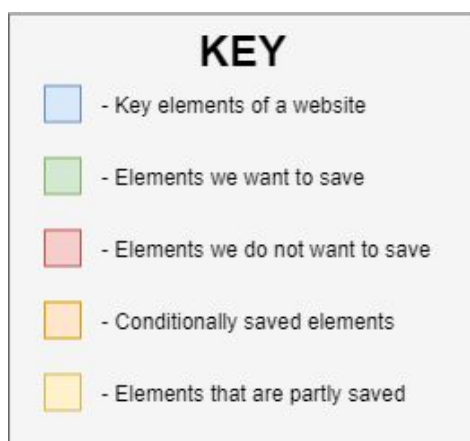 KEY
- Key elements of a website
- Elements we want to save
- Elements we do not want to save
- Conditionally saved elements
- Elements that are partly saved